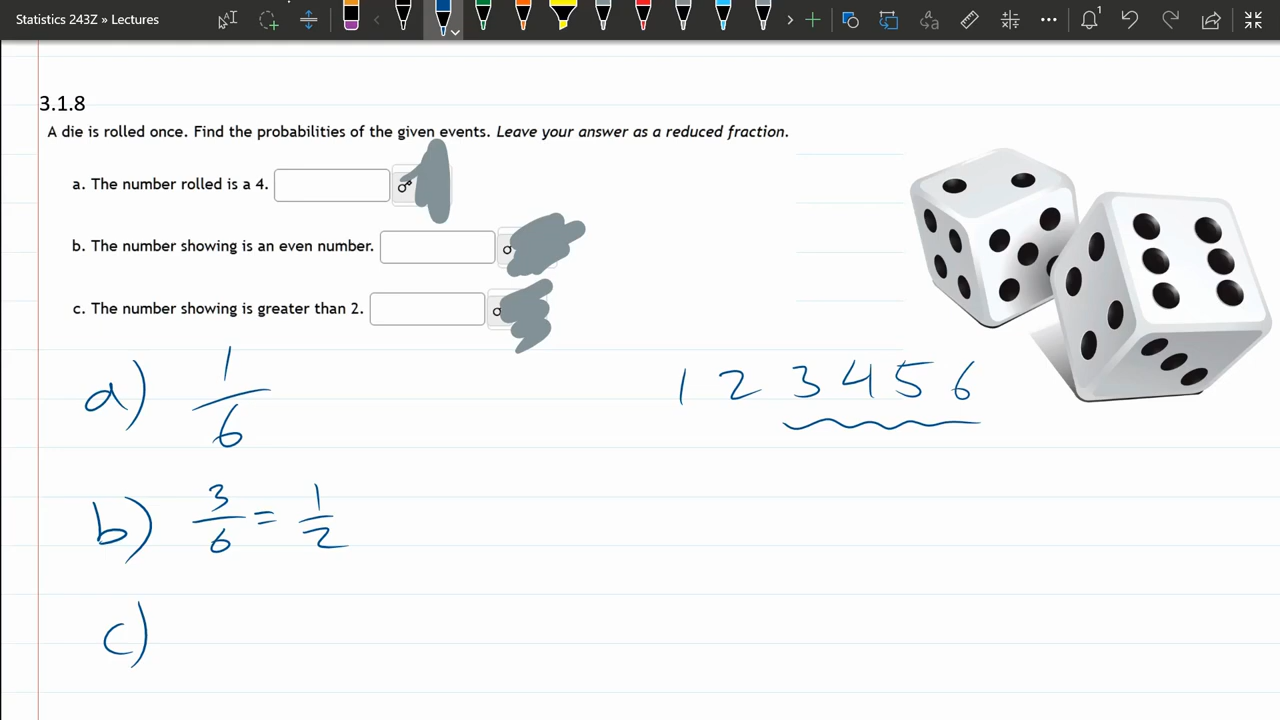 Statistics 243Z » Lectures
3.1.8
A die is rolled once. Find the probabilities of the given events. Leave your answer as a reduced fraction.
a. The number rolled is a 4.
b. The number showing is an even number.
c. The number showing is greater than 2.
a) 1/6
1 2 3 4 5 6
b) 3/6 = 1/2
c)